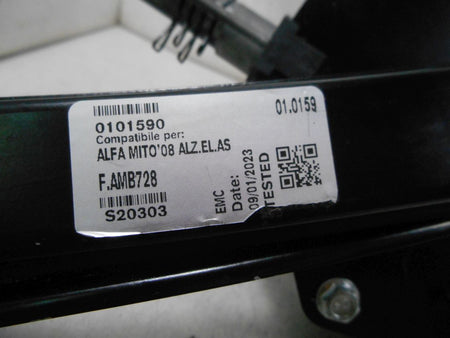 0101590
01.0159
Compatibile per:
ALFA MITO'08 ALZ.EL.AS
F.AMB728
S20303
EMC
Date:
09/01/2023
TESTED